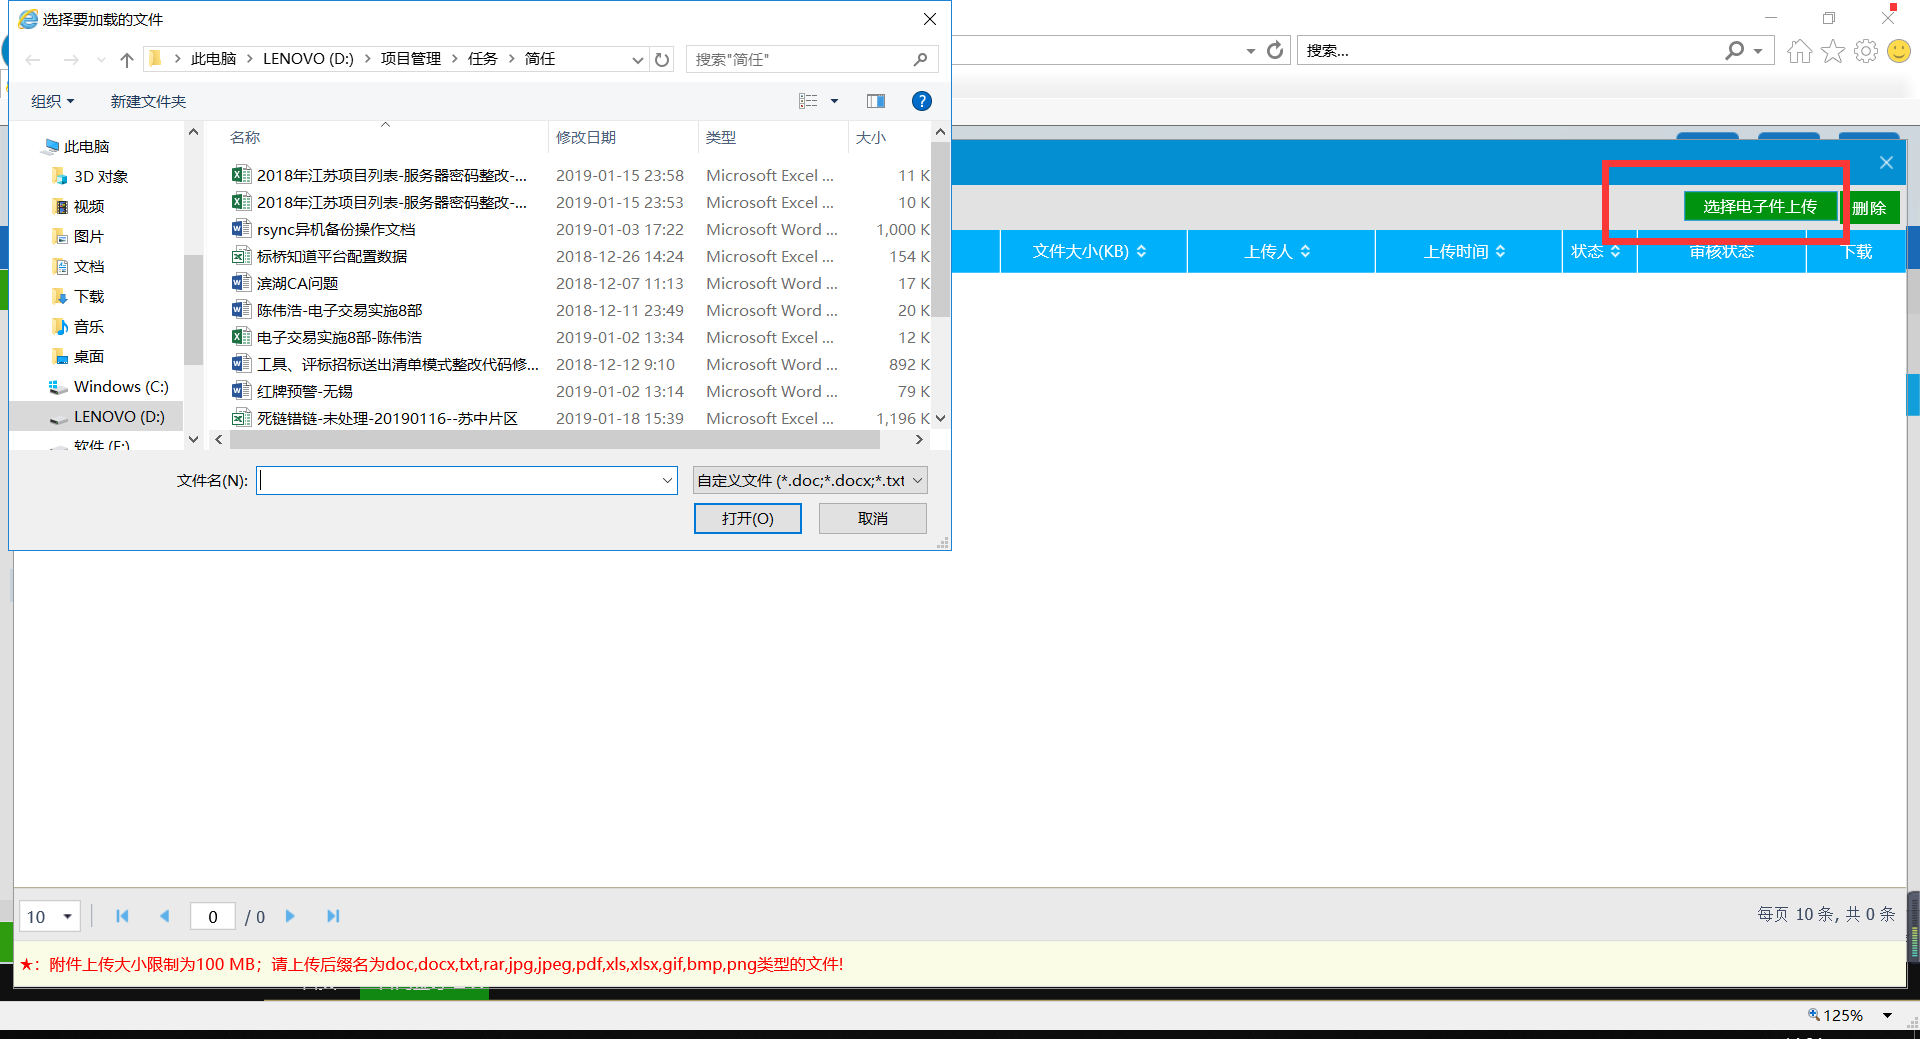 选择要加载的文件
此电脑 > LENOVO (D:) > 项目管理 > 任务 > 简任
搜索"简任"
搜索...
组织 新建文件夹
名称 修改日期 类型 大小
此电脑
3D 对象
视频
图片
文档
下载
音乐
桌面
Windows (C:)
LENOVO (D:)
软件 (E:)
2018年江苏项目列表-服务器密码整改-... 2019-01-15 23:58 Microsoft Excel ... 11 K
2018年江苏项目列表-服务器密码整改-... 2019-01-15 23:53 Microsoft Excel ... 10 K
rsync异机备份操作文档 2019-01-03 17:22 Microsoft Word ... 1,000 K
标桥知道平台配置数据 2018-12-26 14:24 Microsoft Excel ... 154 K
滨湖CA问题 2018-12-07 11:13 Microsoft Word ... 17 K
陈伟浩-电子交易实施8部 2018-12-11 23:49 Microsoft Word ... 20 K
电子交易实施8部-陈伟浩 2019-01-02 13:34 Microsoft Excel ... 12 K
工具、评标招标送出清单模式整改代码修... 2018-12-12 9:10 Microsoft Word ... 892 K
红牌预警-无锡 2019-01-02 13:14 Microsoft Word ... 79 K
死链错链-未处理-20190116--苏中片区 2019-01-18 15:39 Microsoft Excel ... 1,196 K
文件名(N):
自定义文件 (*.doc;*.docx;*.txt
打开(O) 取消
选择电子件上传 删除
文件大小(KB) 上传人 上传时间 状态 审核状态 下载
10 0 / 0
每页 10 条, 共 0 条
★：附件上传大小限制为100 MB；请上传后缀名为doc,docx,txt,rar,jpg,jpeg,pdf,xls,xlsx,gif,bmp,png类型的文件!
125%